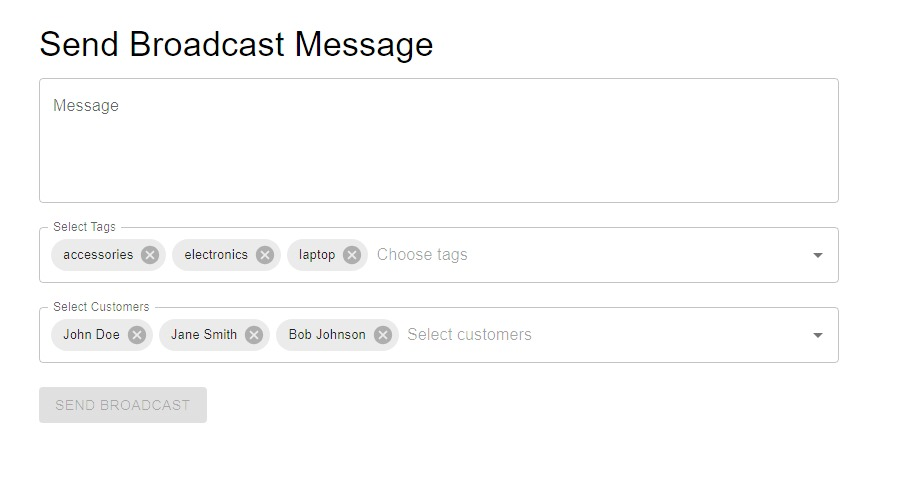 Send Broadcast Message
Message
Select Tags
accessories electronics laptop Choose tags
Select Customers
John Doe Jane Smith Bob Johnson Select customers
SEND BROADCAST